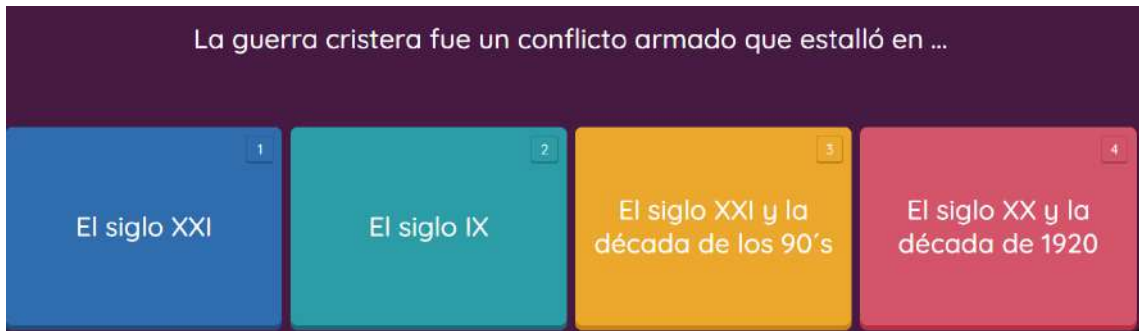 La guerra cristera fue un conflicto armado que estalló en ...
1
El siglo XXI
2
El siglo IX
3
El siglo XXI y la
década de los 90´s
4
El siglo XX y la
década de 1920